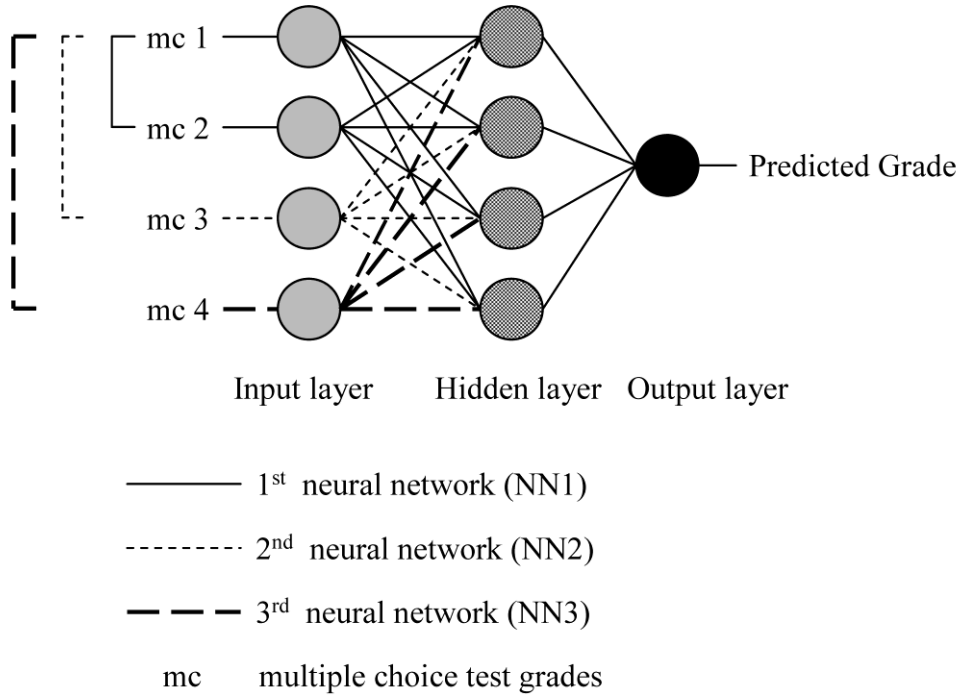 mc 1
mc 2
mc 3
mc 4
Predicted Grade
Input layer
Hidden layer
Output layer
1st neural network (NN1)
2nd neural network (NN2)
3rd neural network (NN3)
mc multiple choice test grades